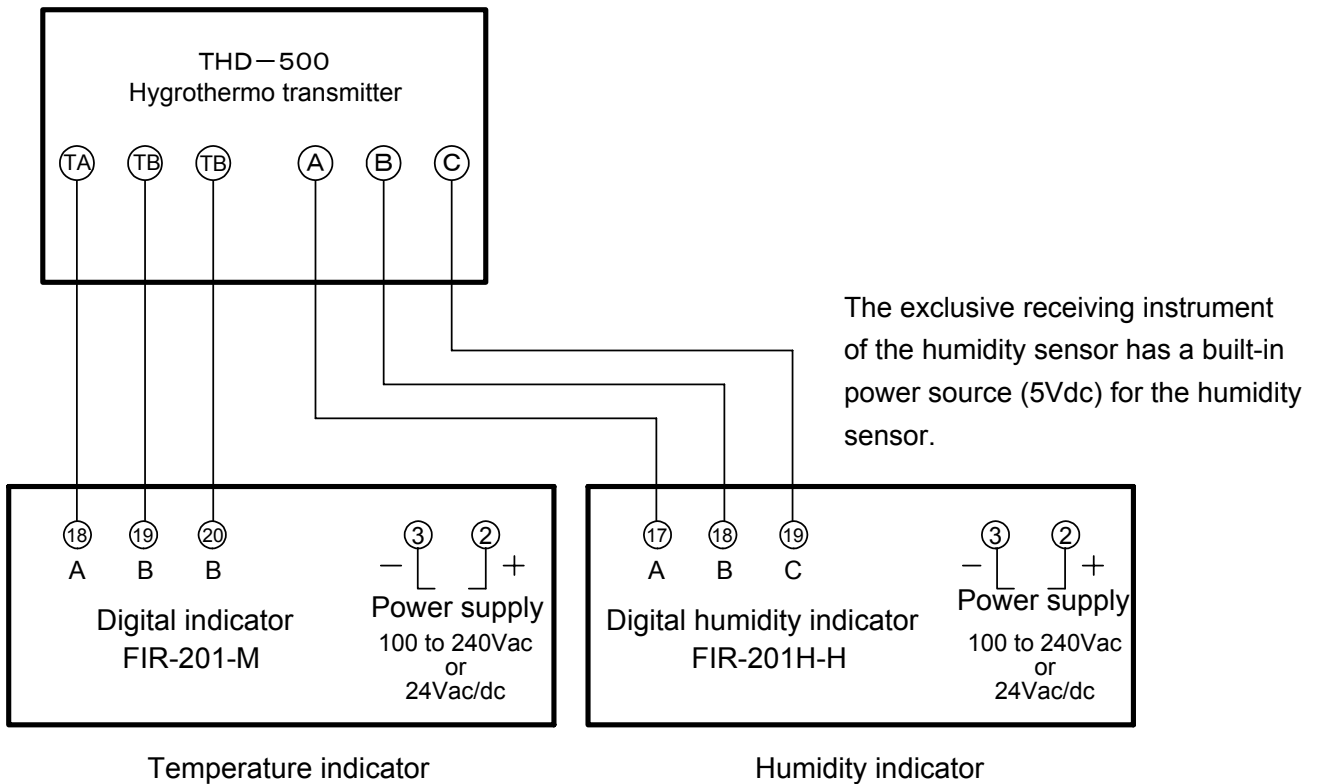 THD－500
Hygrothermo transmitter
TA TB TB A B C
The exclusive receiving instrument
of the humidity sensor has a built-in
power source (5Vdc) for the humidity
sensor.
18 19 20 3 2
A B B － ＋
Digital indicator
FIR-201-M
Power supply
100 to 240Vac
or
24Vac/dc
17 18 19 3 2
A B C － ＋
Digital humidity indicator
FIR-201H-H
Power supply
100 to 240Vac
or
24Vac/dc
Temperature indicator
Humidity indicator